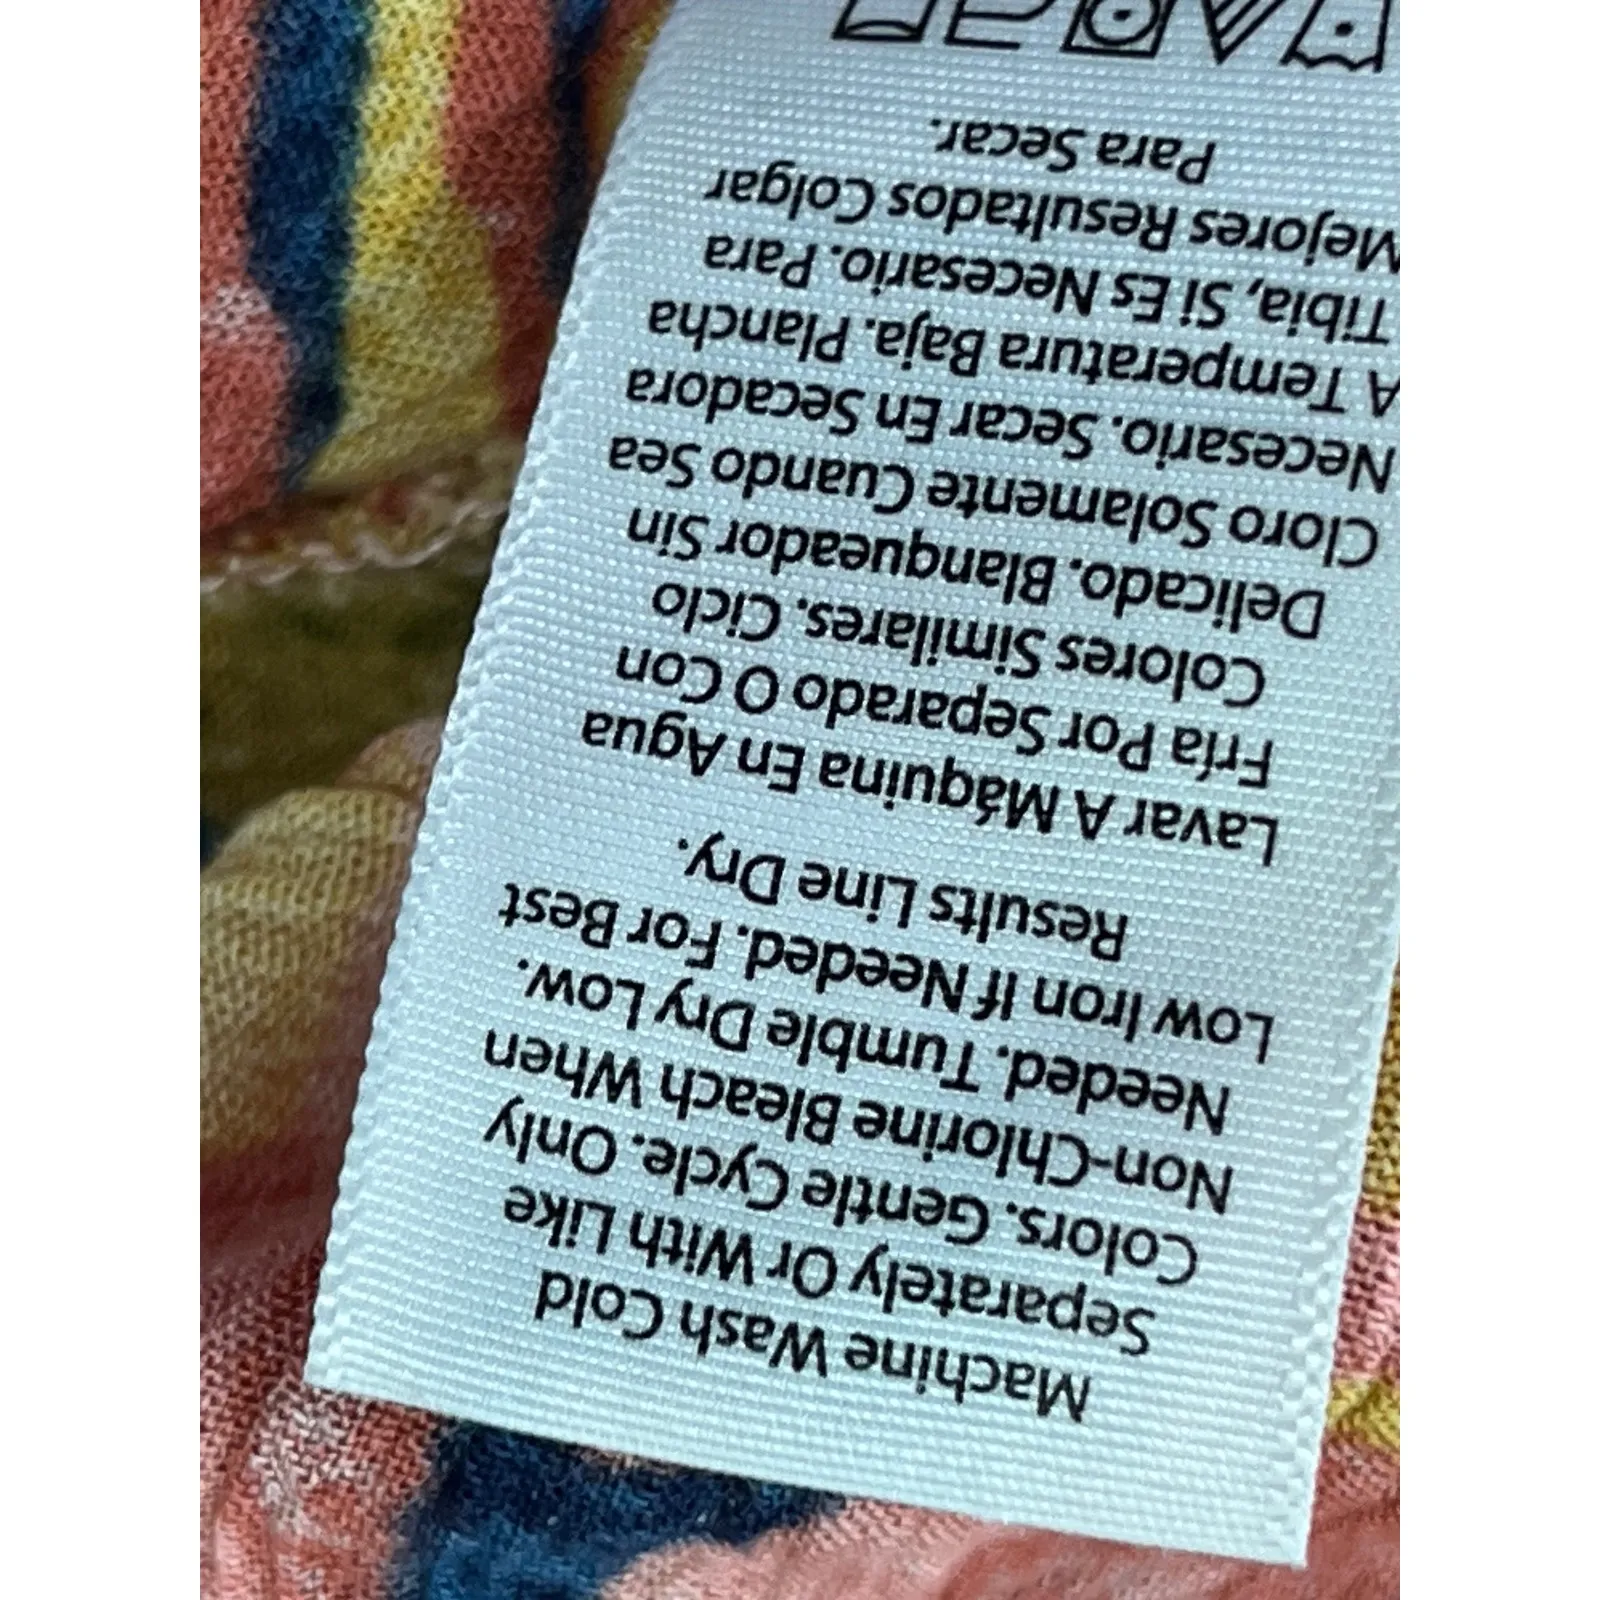 Machine Wash Cold
Separately Or With Like
Colors. Gentle Cycle. Only
Non-Chlorine Bleach When
Needed. Tumble Dry Low.
Low Iron If Needed. For Best
Results Line Dry.
Lavar A Máquina En Agua
Fría Por Separado O Con
Colores Similares. Ciclo
Delicado. Blanqueador Sin
Cloro Solamente Cuando Sea
Necesario. Secar En Secadora
A Temperatura Baja. Plancha
Tibia, Si Es Necesario. Para
Mejores Resultados Colgar
Para Secar.